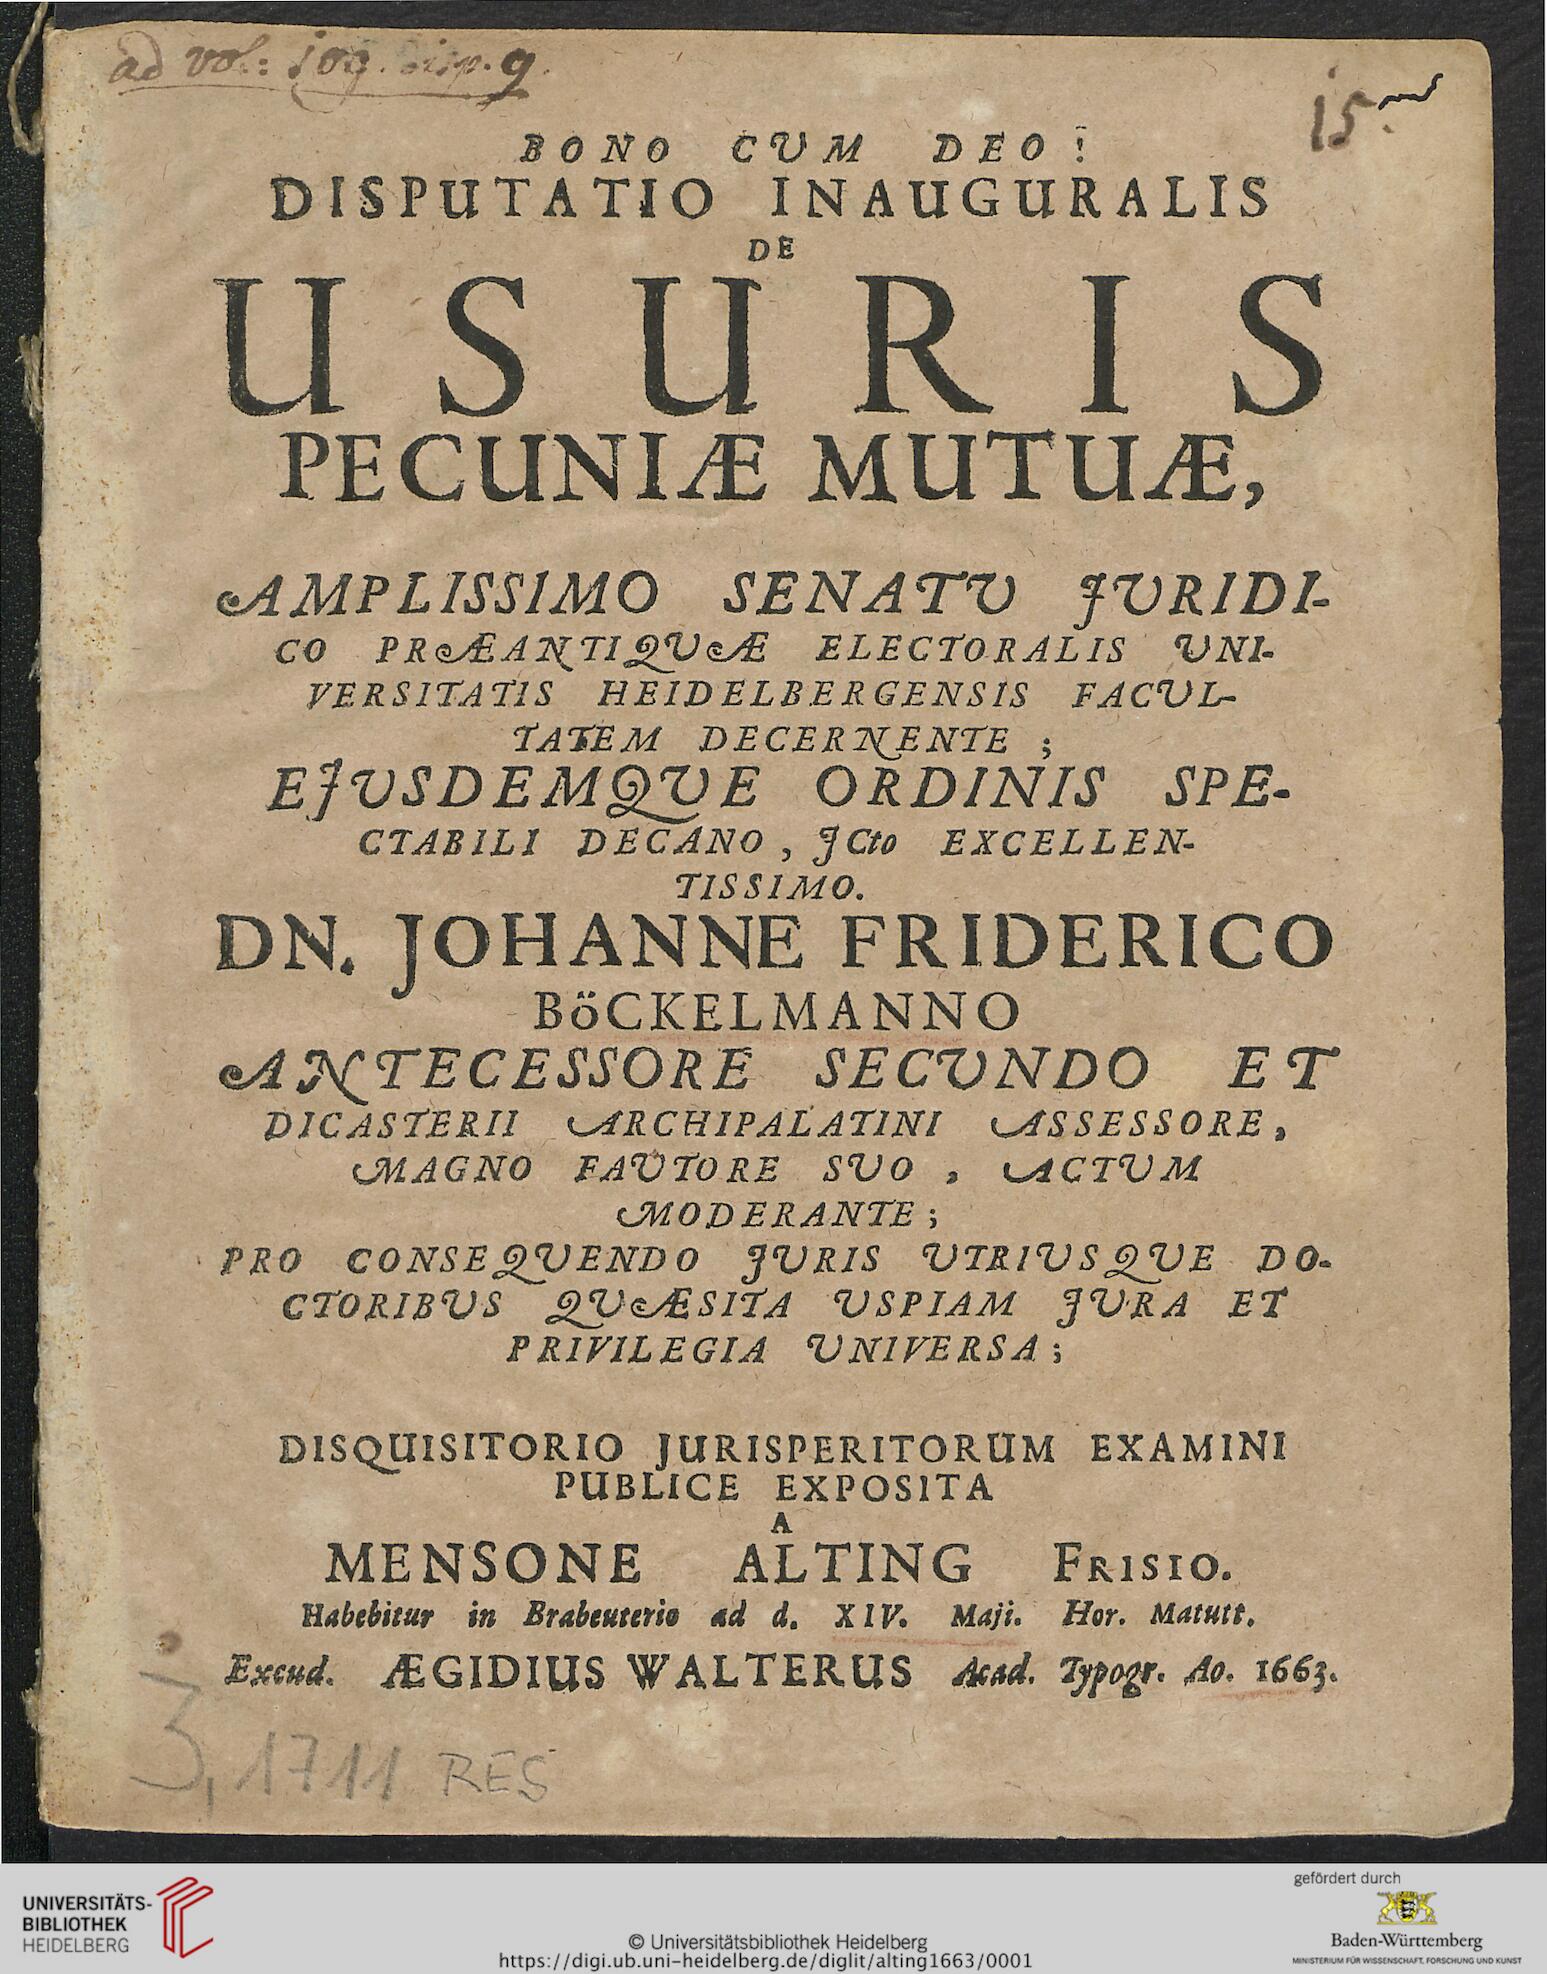 ad vol: 109. disp. 9.
15.
BONO CUM DEO!
DISPUTATIO INAUGURALIS
DE
USURIS
PECUNIÆ MUTUÆ,
AMPLISSIMO SENATU JURIDI-
CO PRÆANTIQUÆ ELECTORALIS UNI-
VERSITATIS HEIDELBERGENSIS FACUL-
TATEM DECERNENTE ;
EJUSDEMQUE ORDINIS SPE-
CTABILI DECANO, JCto EXCELLEN-
TISSIMO.
DN. JOHANNE FRIDERICO
BöCKELMANNO
ANTECESSORE SECUNDO ET
DICASTERII ARCHIPALATINI ASSESSORE,
MAGNO FAUTORE SUO, ACTUM
MODERANTE ;
PRO CONSEQUENDO JURIS UTRIUSQUE DO-
CTORIBUS QUÆSITA USPIAM JURA ET
PRIVILEGIA UNIVERSA ;
DISQUISITORIO JURISPERITORUM EXAMINI
PUBLICE EXPOSITA
A
MENSONE ALTING FRISIO.
Habebitur in Brabeuterio ad d. XIV. Maji. Hor. Matutt.
Excud. ÆGIDIUS WALTERUS Acad. Typogr. Ao. 1663.
3, 1711 RES
UNIVERSITÄTS-
BIBLIOTHEK
HEIDELBERG
© Universitätsbibliothek Heidelberg
https://digi.ub.uni-heidelberg.de/diglit/alting1663/0001
gefördert durch
Baden-Württemberg
MINISTERIUM FÜR WISSENSCHAFT, FORSCHUNG UND KUNST